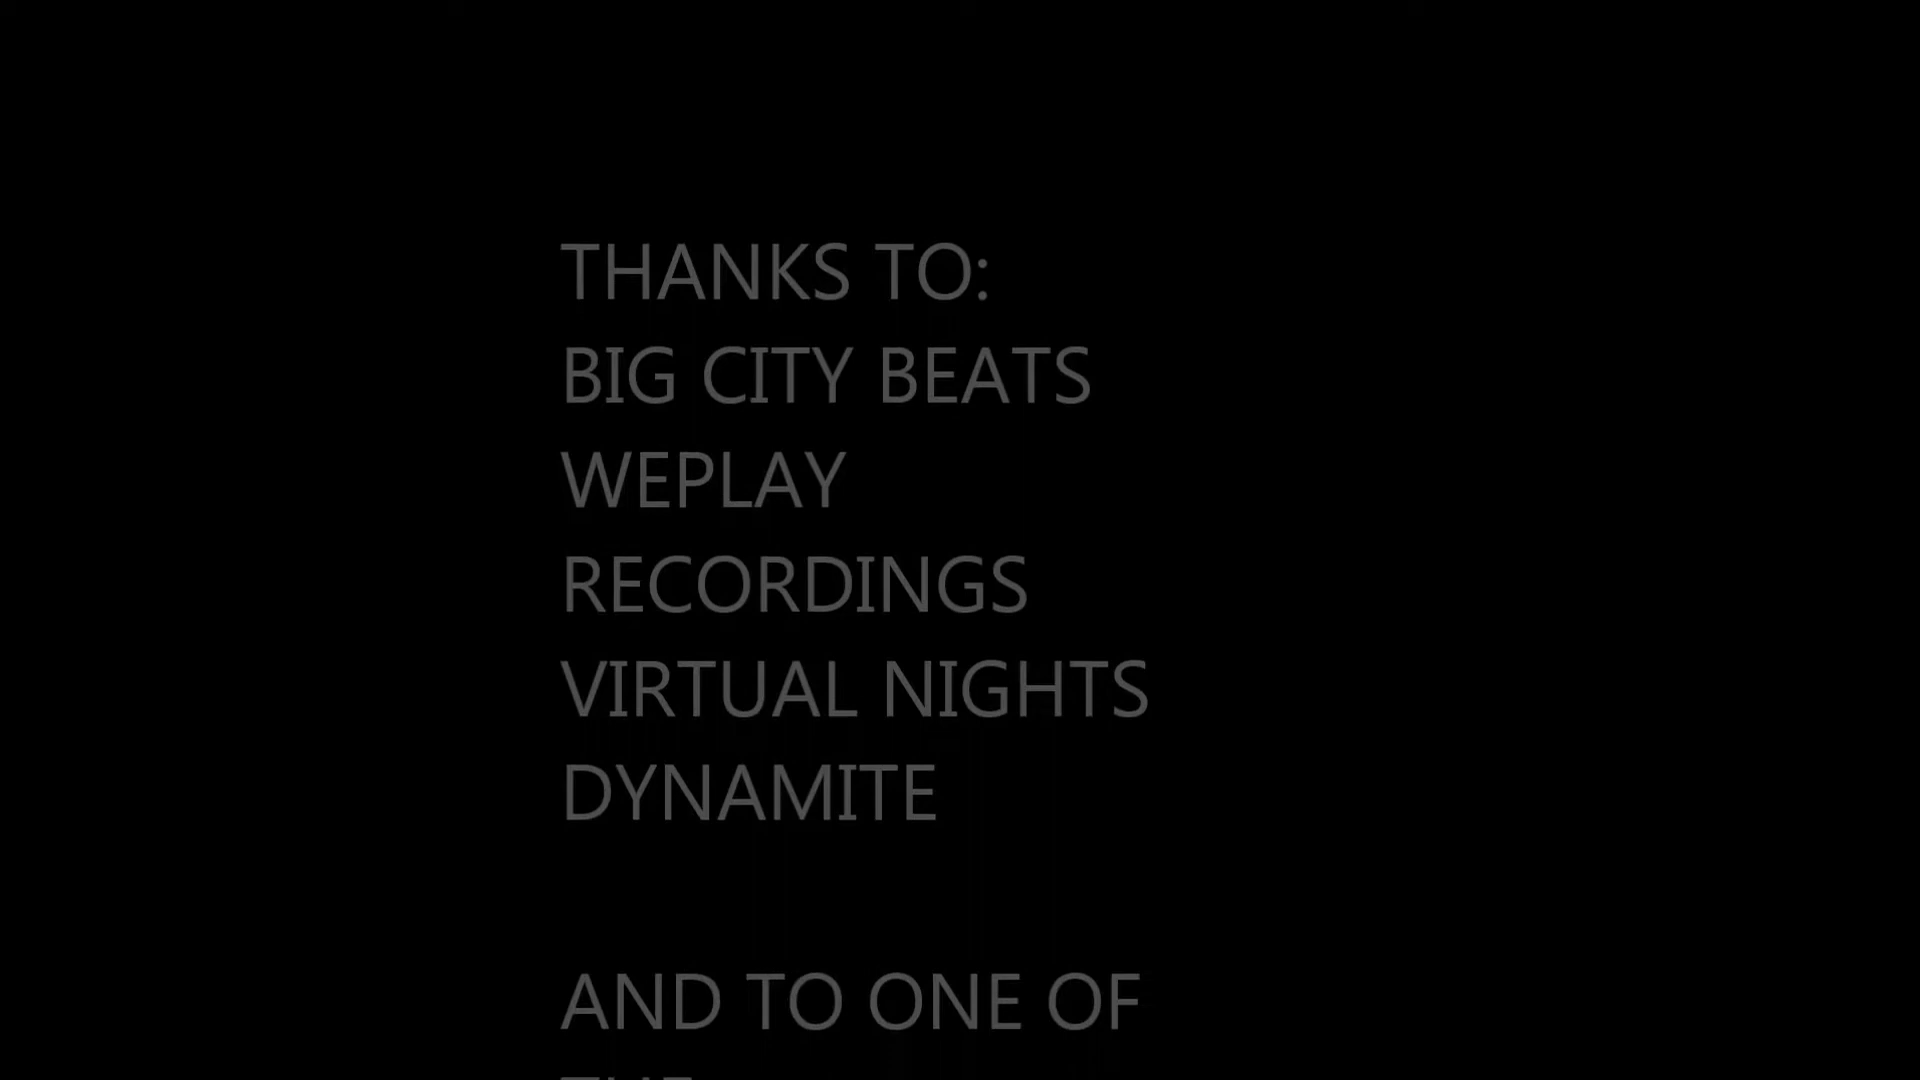 THANKS TO:
BIG CITY BEATS
WEPLAY
RECORDINGS
VIRTUAL NIGHTS
DYNAMITE
AND TO ONE OF